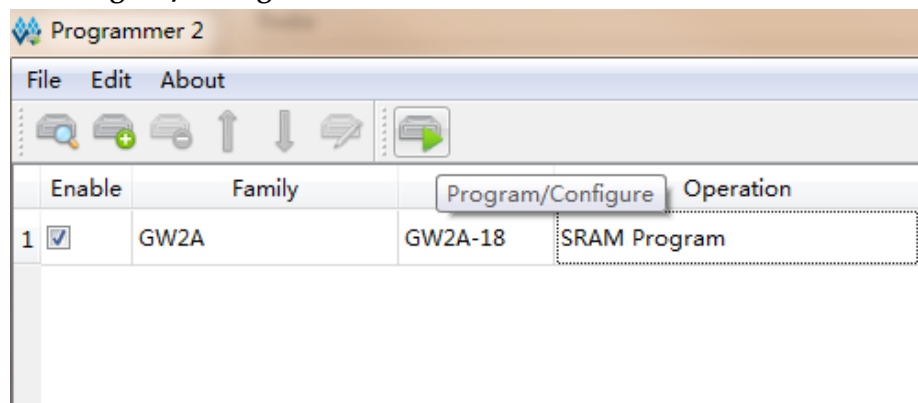 Programmer 2
File Edit About
Enable Family Program/Configure Operation
1 GW2A GW2A-18 SRAM Program